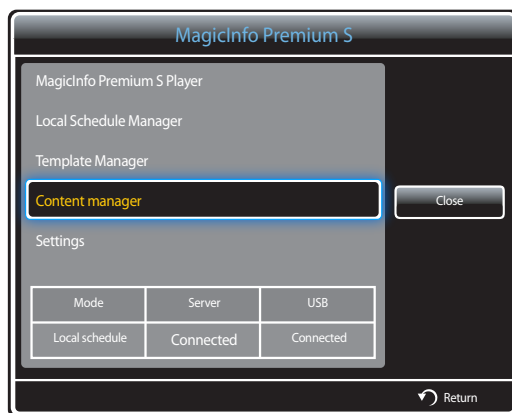 MagicInfo Premium S
MagicInfo Premium S Player
Local Schedule Manager
Template Manager
Content manager
Close
Settings
Mode Server USB
Local schedule Connected Connected
Return